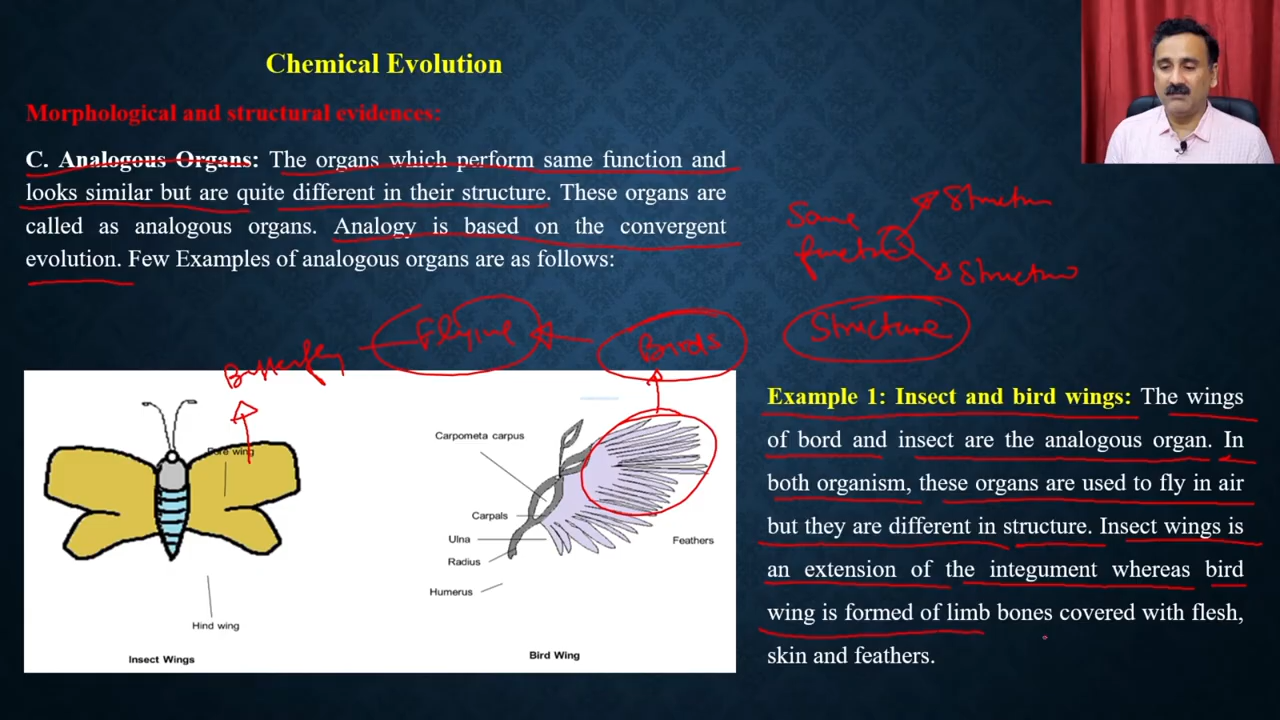 Chemical Evolution
Morphological and structural evidences:
C. Analogous Organs: The organs which perform same function and
looks similar but are quite different in their structure. These organs are
called as analogous organs. Analogy is based on the convergent
evolution. Few Examples of analogous organs are as follows:
Same
Structure
Birds
Flying
Butterfly
Fore wing
Hind wing
Insect Wings
Carpometa carpus
Carpals
Ulna
Radius
Humerus
Feathers
Bird Wing
Example 1: Insect and bird wings: The wings
of bord and insect are the analogous organ. In
both organism, these organs are used to fly in air
but they are different in structure. Insect wings is
an extension of the integument whereas bird
wing is formed of limb bones covered with flesh,
skin and feathers.